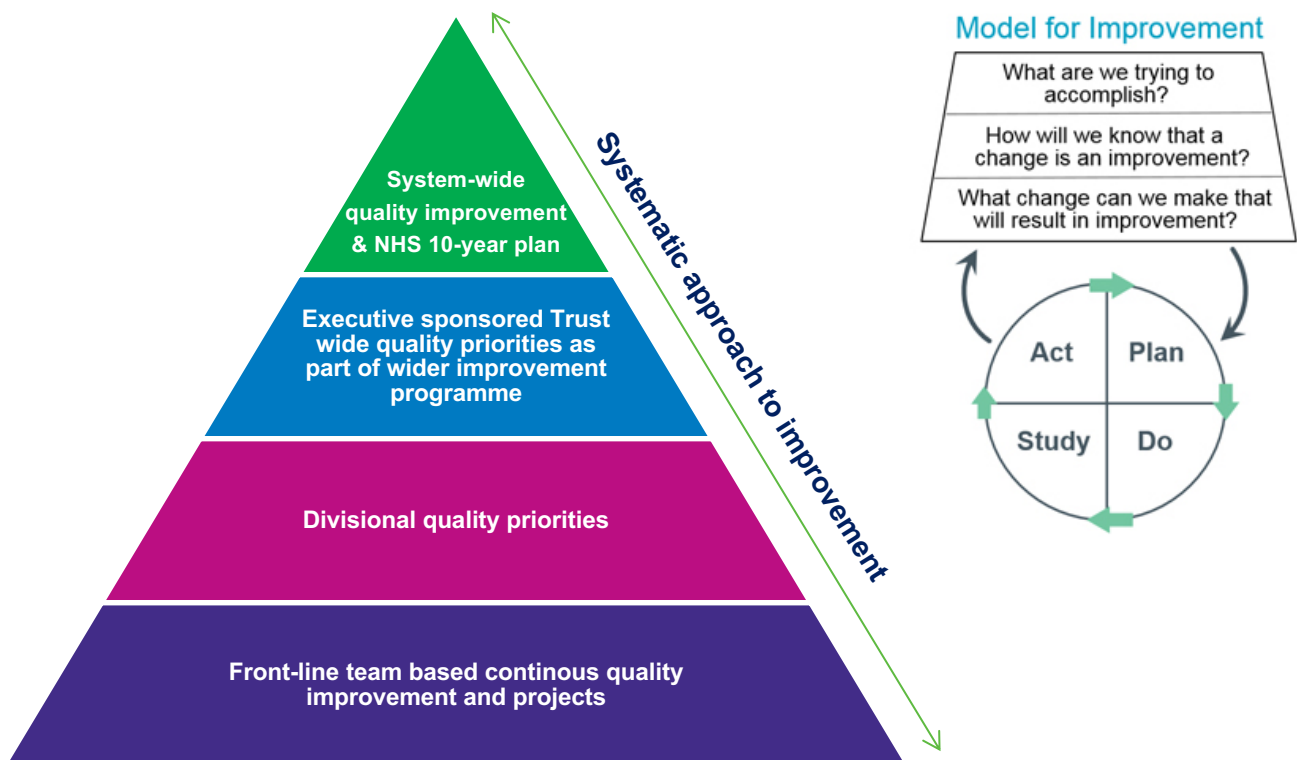 System-wide
quality improvement
& NHS 10-year plan
Executive sponsored Trust
wide quality priorities as
part of wider improvement
programme
Divisional quality priorities
Front-line team based continous quality
improvement and projects
Systematic approach to improvement
Model for Improvement
What are we trying to
accomplish?
How will we know that a
change is an improvement?
What change can we make that
will result in improvement?
Act
Plan
Study
Do